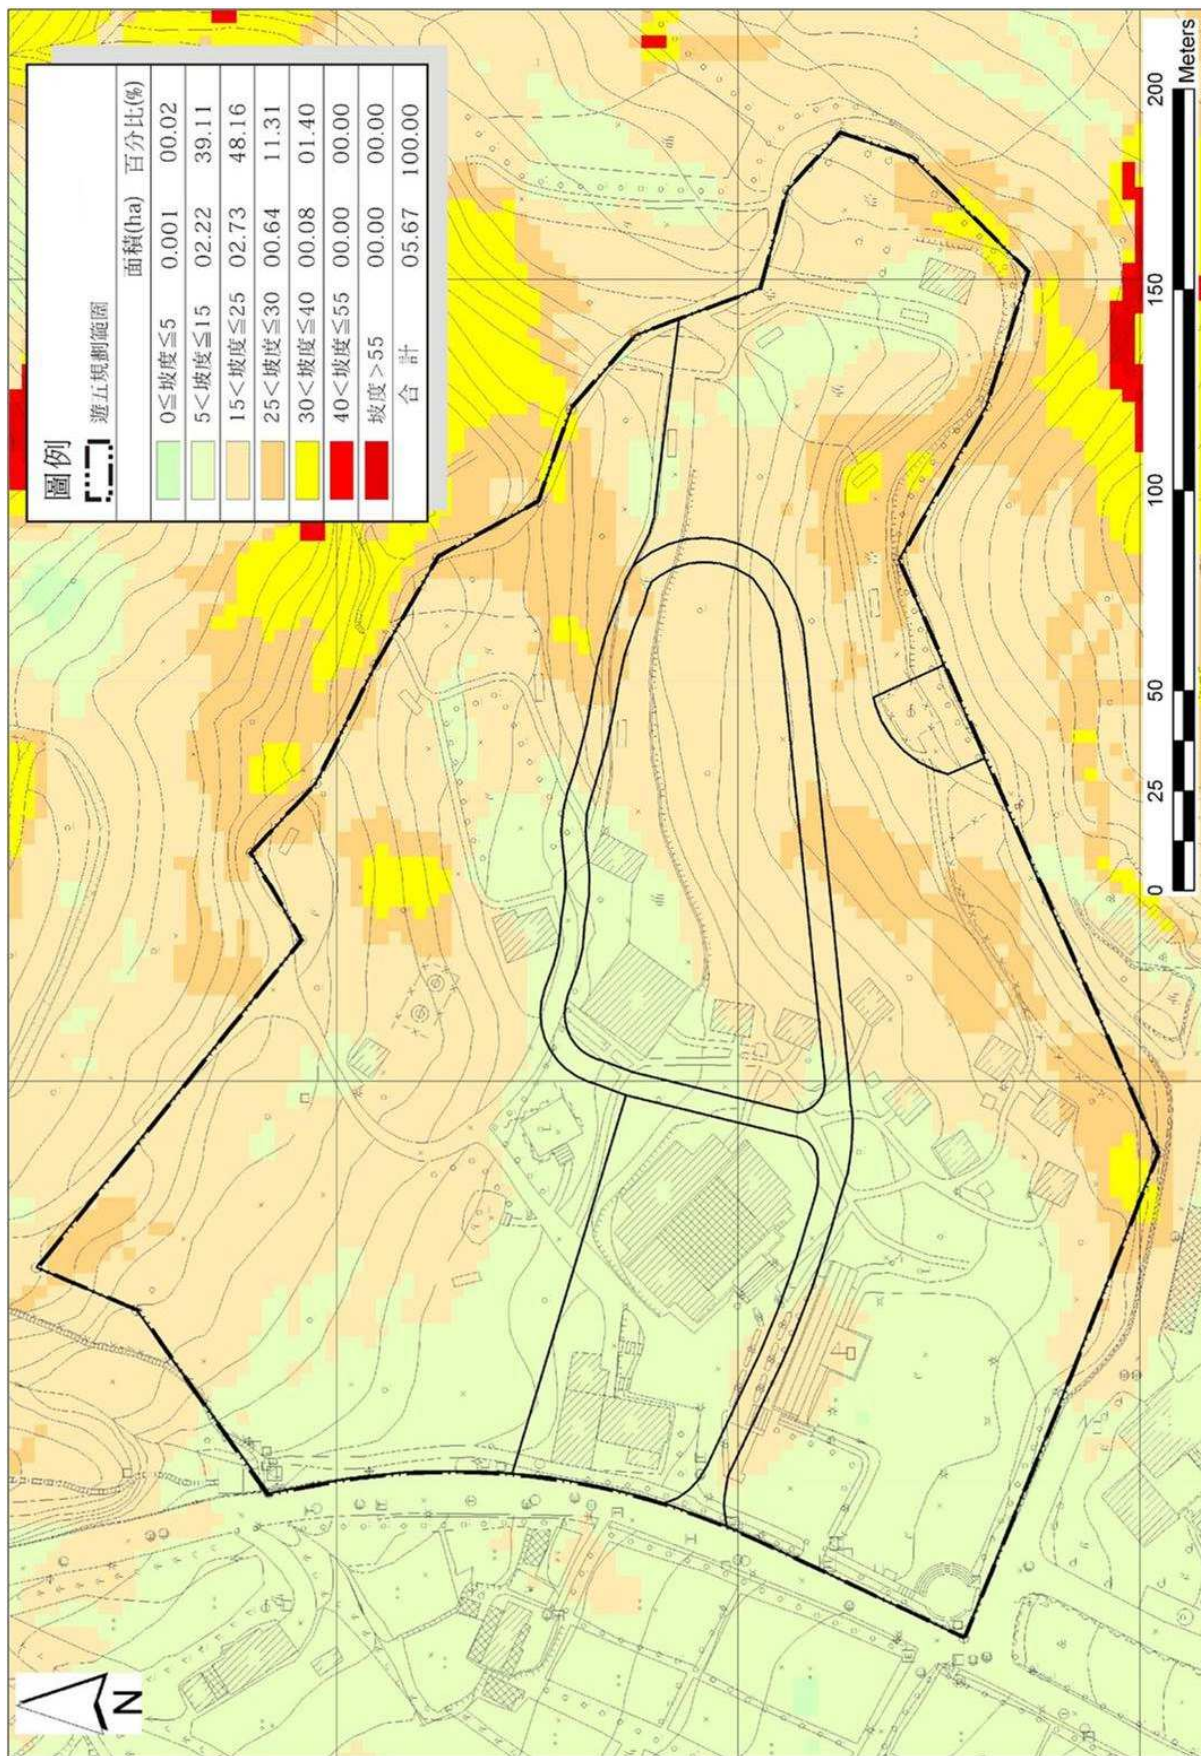 圖例
遊五規劃範圍
面積(ha) 百分比(%)
0≦坡度≦5 0.001 00.02
5<坡度≦15 02.22 39.11
15<坡度≦25 02.73 48.16
25<坡度≦30 00.64 11.31
30<坡度≦40 00.08 01.40
40<坡度≦55 00.00 00.00
坡度>55 00.00 00.00
合 計 05.67 100.00
N
0 25 50 100 150 200
Meters